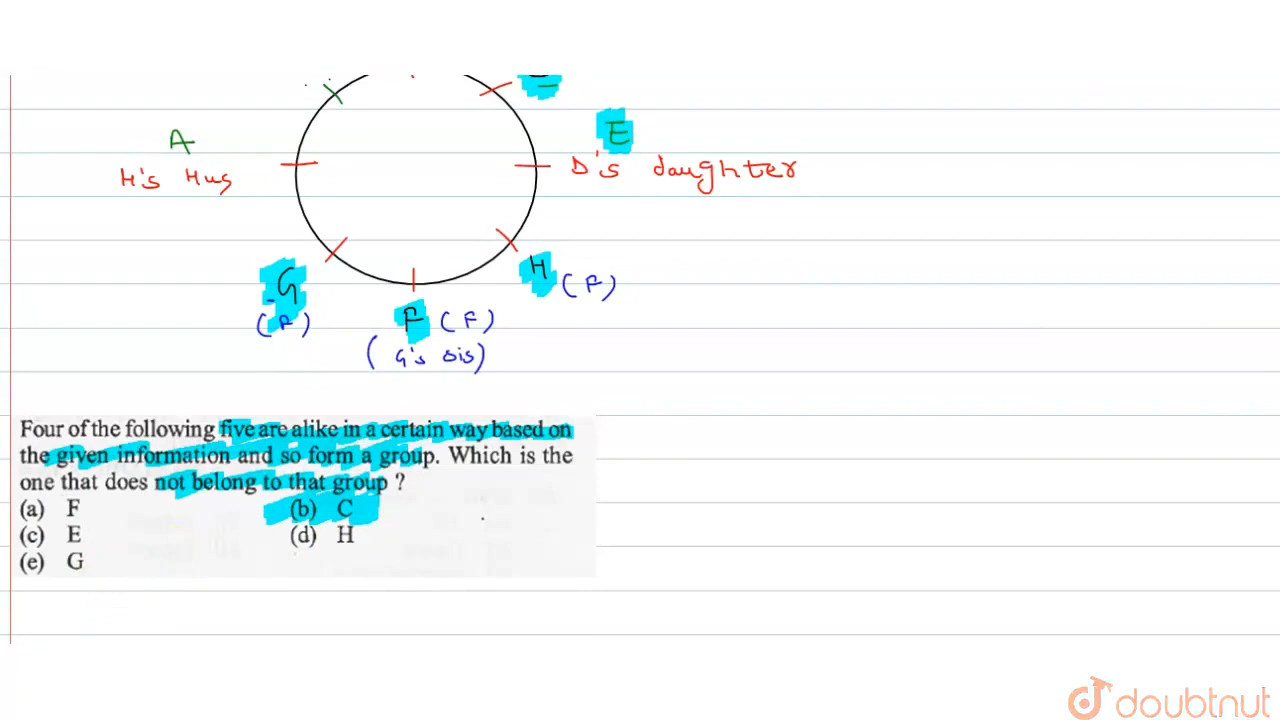 E
A
D's daughter
H's Hus
H
(F)
G
(F)
F (F)
(G's sis)
Four of the following five are alike in a certain way based on
the given information and so form a group. Which is the
one that does not belong to that group ?
(a) F (b) C
(c) E (d) H
(e) G
doubtnut